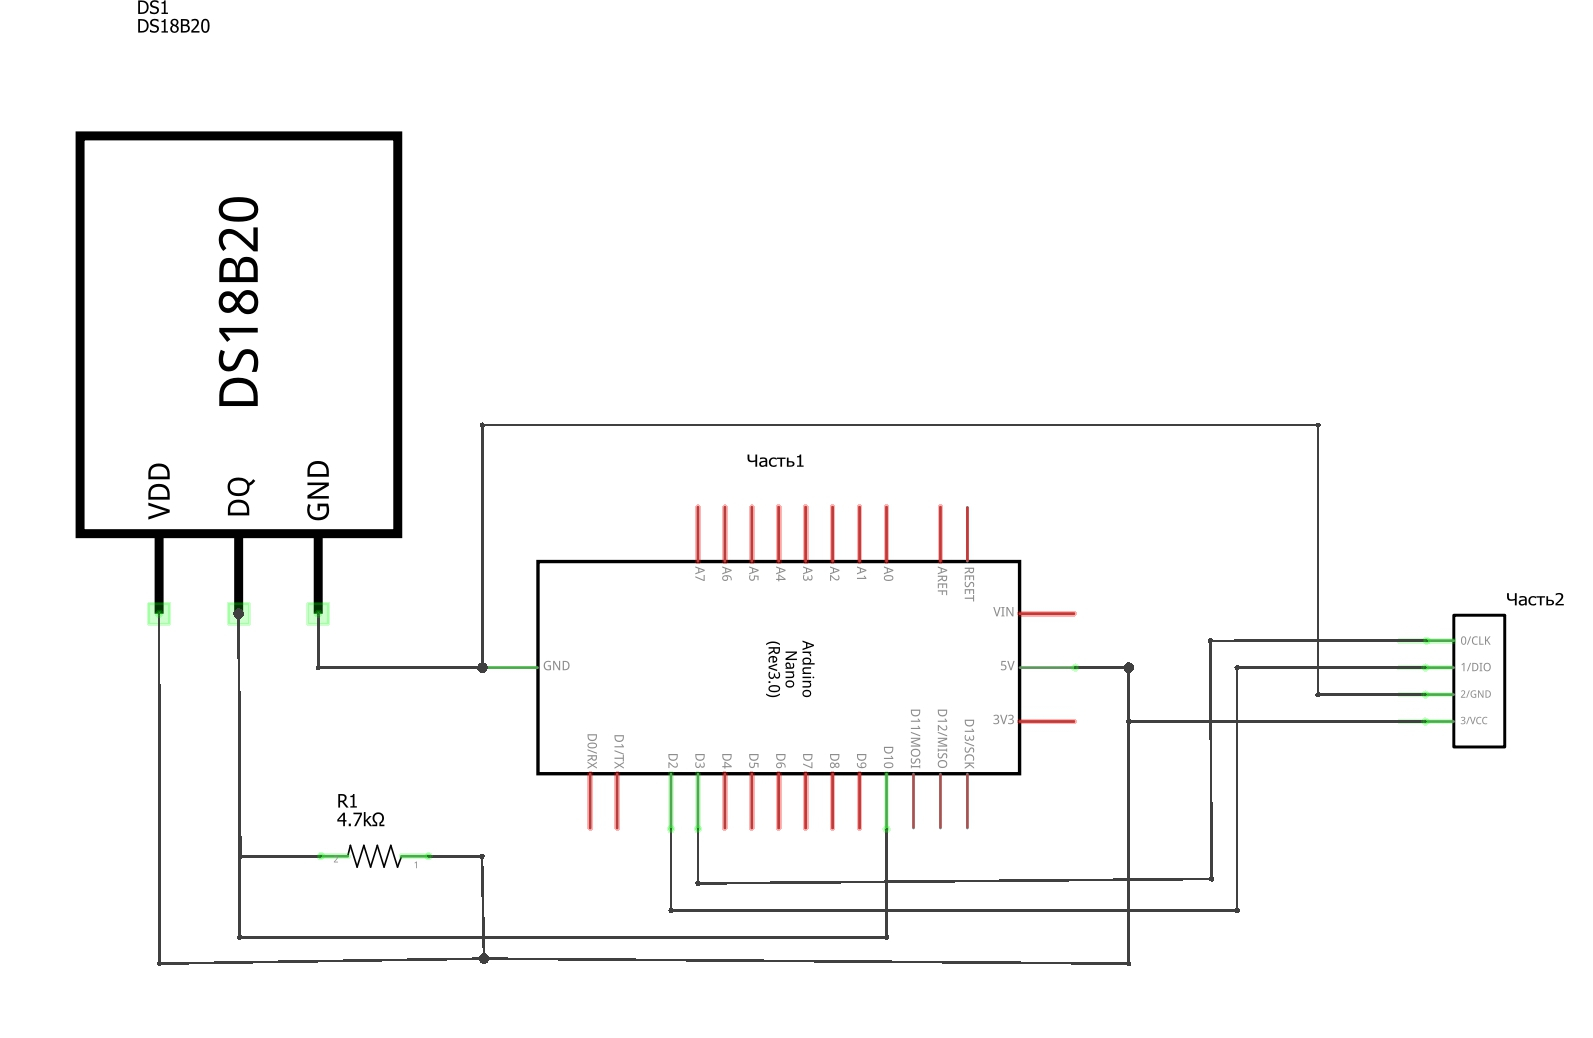 DS1
DS18B20
DS18B20
VDD
DQ
GND
Часть1
A7
A6
A5
A4
A3
A2
A1
A0
AREF
RESET
VIN
GND
5V
3V3
Arduino
Nano
(Rev3.0)
D0/RX
D1/TX
D2
D3
D4
D5
D6
D7
D8
D9
D10
D11/MOSI
D12/MISO
D13/SCK
Часть2
0/CLK
1/DIO
2/GND
3/VCC
R1
4.7kΩ
2
1